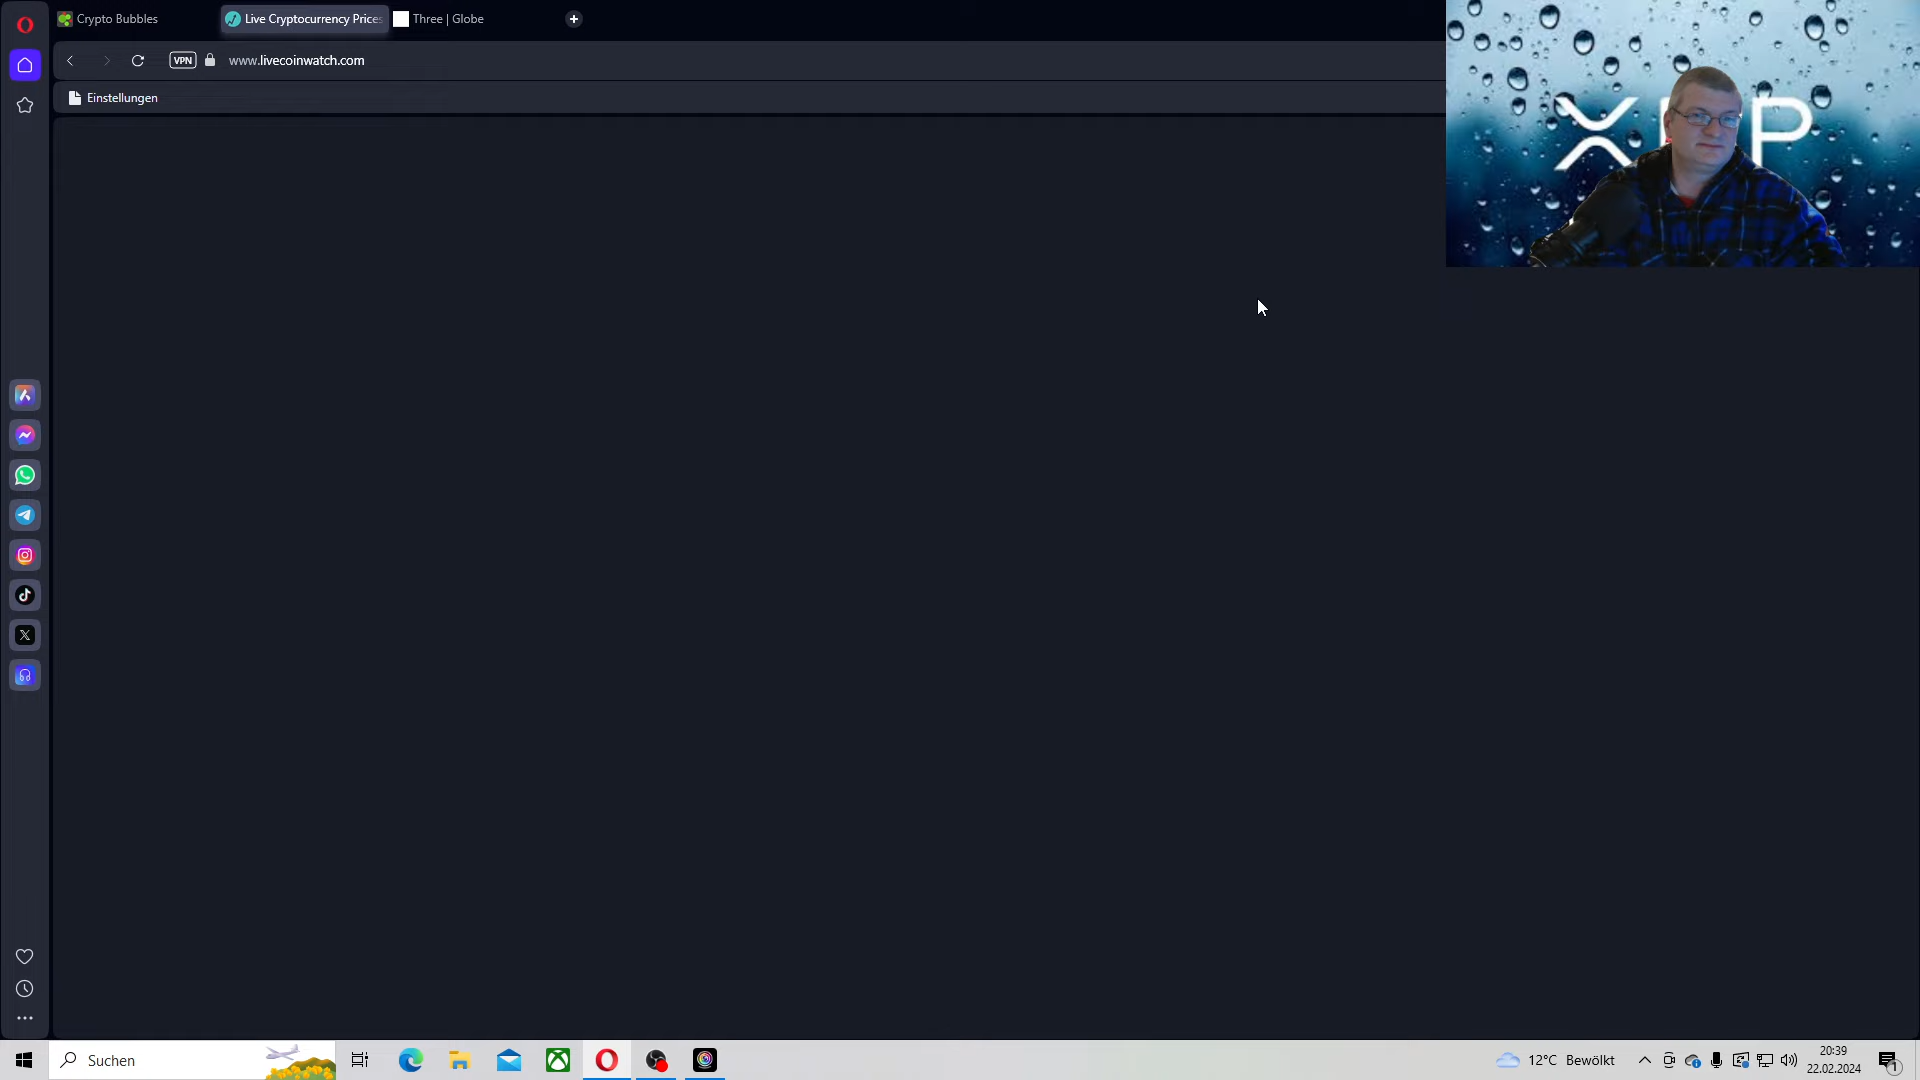 Crypto Bubbles
Live Cryptocurrency Prices
Three | Globe
VPN
www.livecoinwatch.com
Einstellungen
Suchen
12°C Bewölkt
20:39
22.02.2024
1